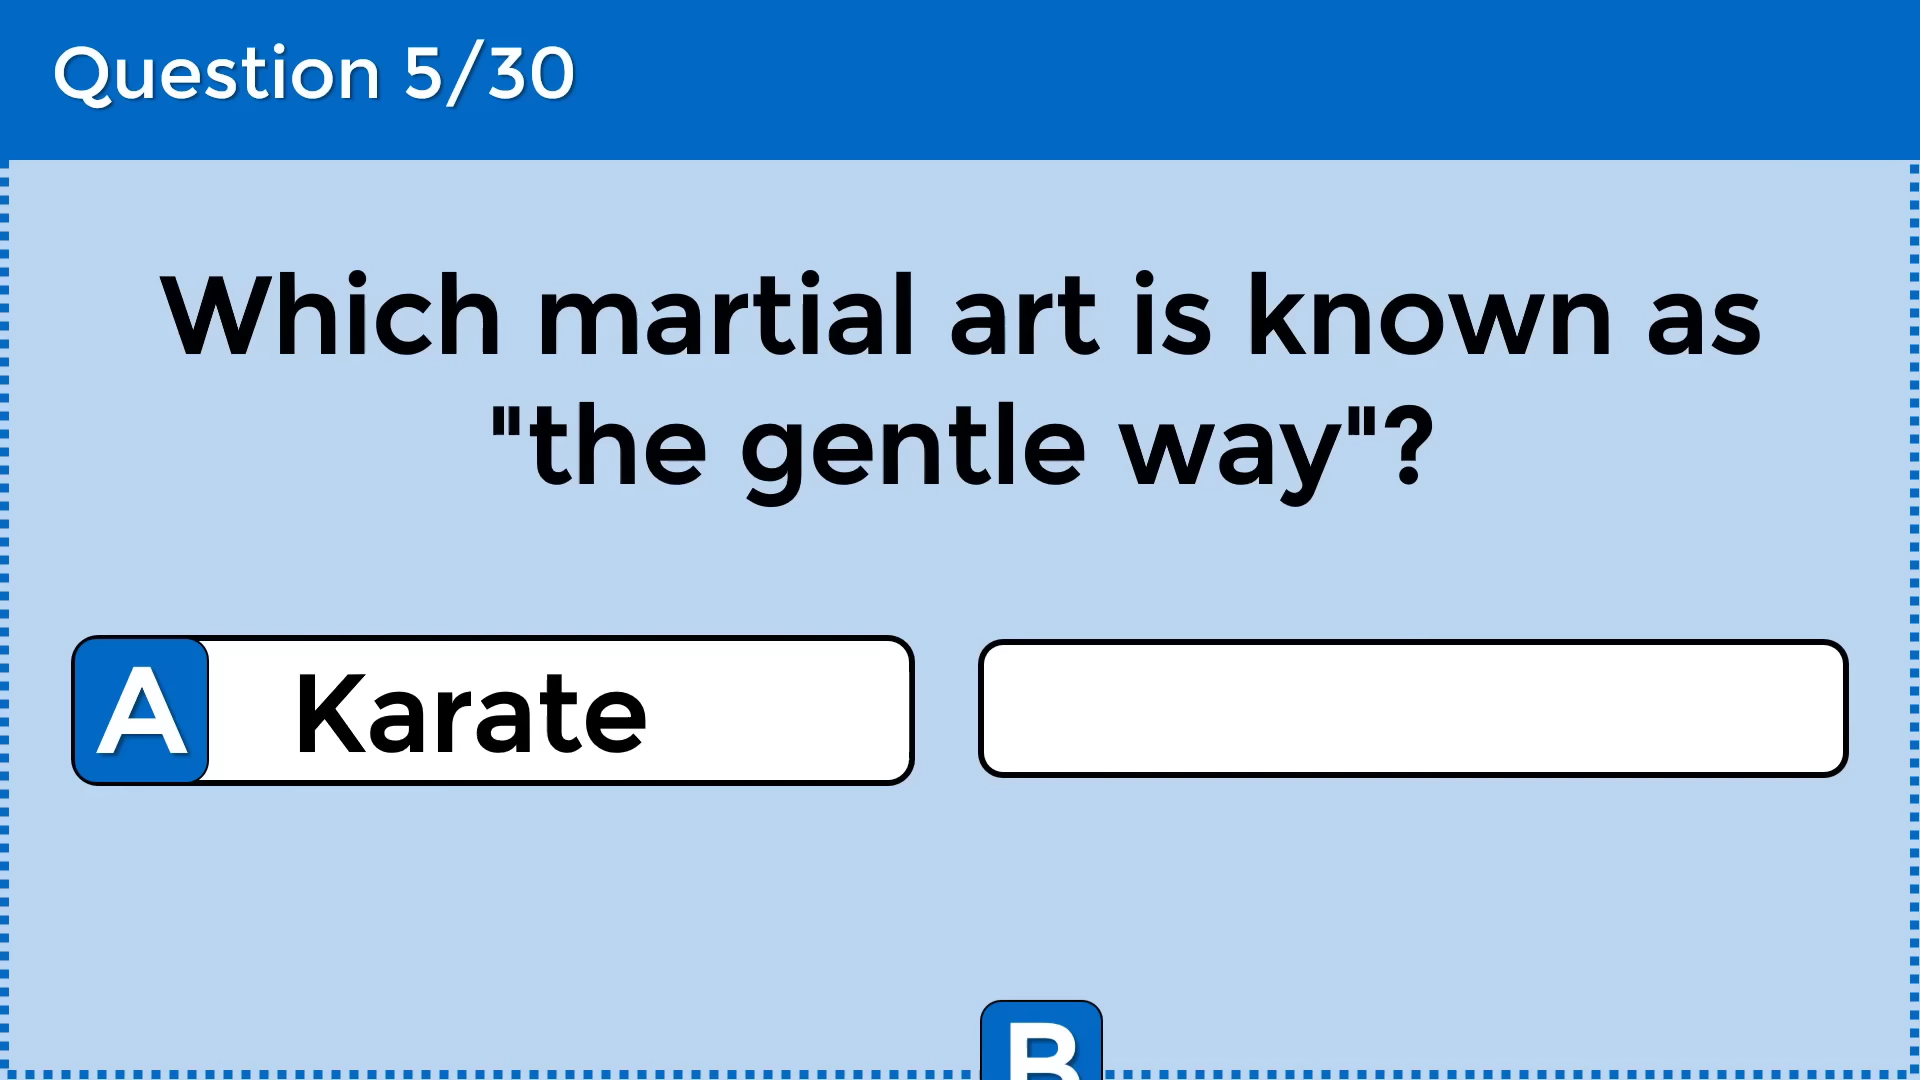 Question 5/30
Which martial art is known as
"the gentle way"?
A Karate
B